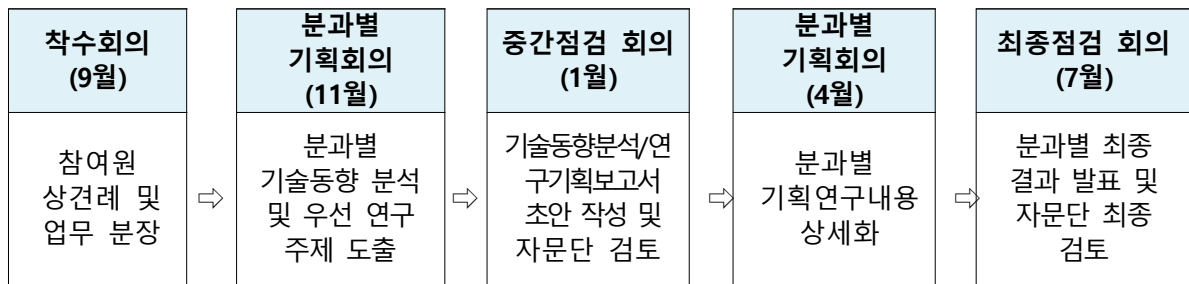 착수회의
(9월)
참여원
상견례 및
업무 분장
⇨
분과별
기획회의
(11월)
분과별
기술동향 분석
및 우선 연구
주제 도출
⇨
중간점검 회의
(1월)
기술동향분석/연
구기획보고서
초안 작성 및
자문단 검토
⇨
분과별
기획회의
(4월)
분과별
기획연구내용
상세화
⇨
최종점검 회의
(7월)
분과별 최종
결과 발표 및
자문단 최종
검토